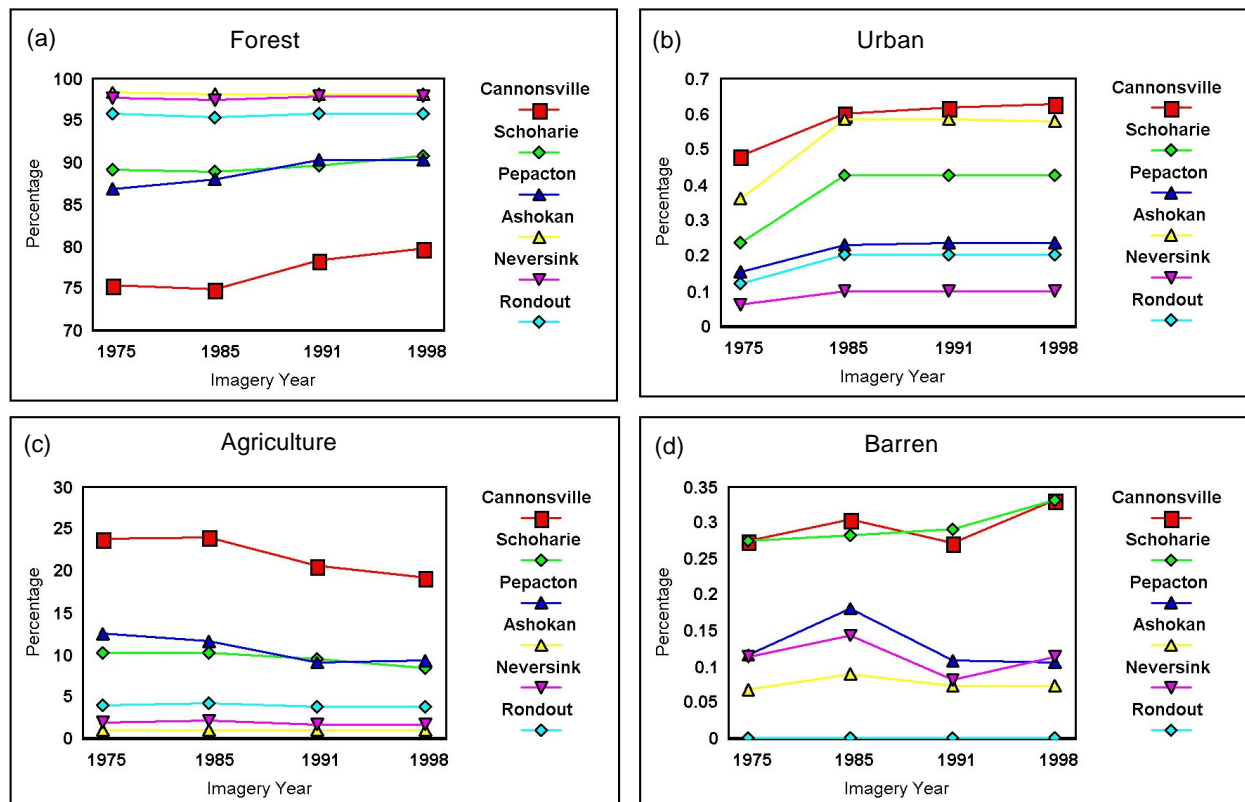 (a) Forest
Percentage
100
95
90
85
80
75
70
1975 1985 1991 1998
Imagery Year
Cannonsville
Schoharie
Pepacton
Ashokan
Neversink
Rondout
(b) Urban
Percentage
0.7
0.6
0.5
0.4
0.3
0.2
0.1
0
1975 1985 1991 1998
Imagery Year
Cannonsville
Schoharie
Pepacton
Ashokan
Neversink
Rondout
(c) Agriculture
Percentage
30
25
20
15
10
5
0
1975 1985 1991 1998
Imagery Year
Cannonsville
Schoharie
Pepacton
Ashokan
Neversink
Rondout
(d) Barren
Percentage
0.35
0.3
0.25
0.2
0.15
0.1
0.05
0
1975 1985 1991 1998
Imagery Year
Cannonsville
Schoharie
Pepacton
Ashokan
Neversink
Rondout